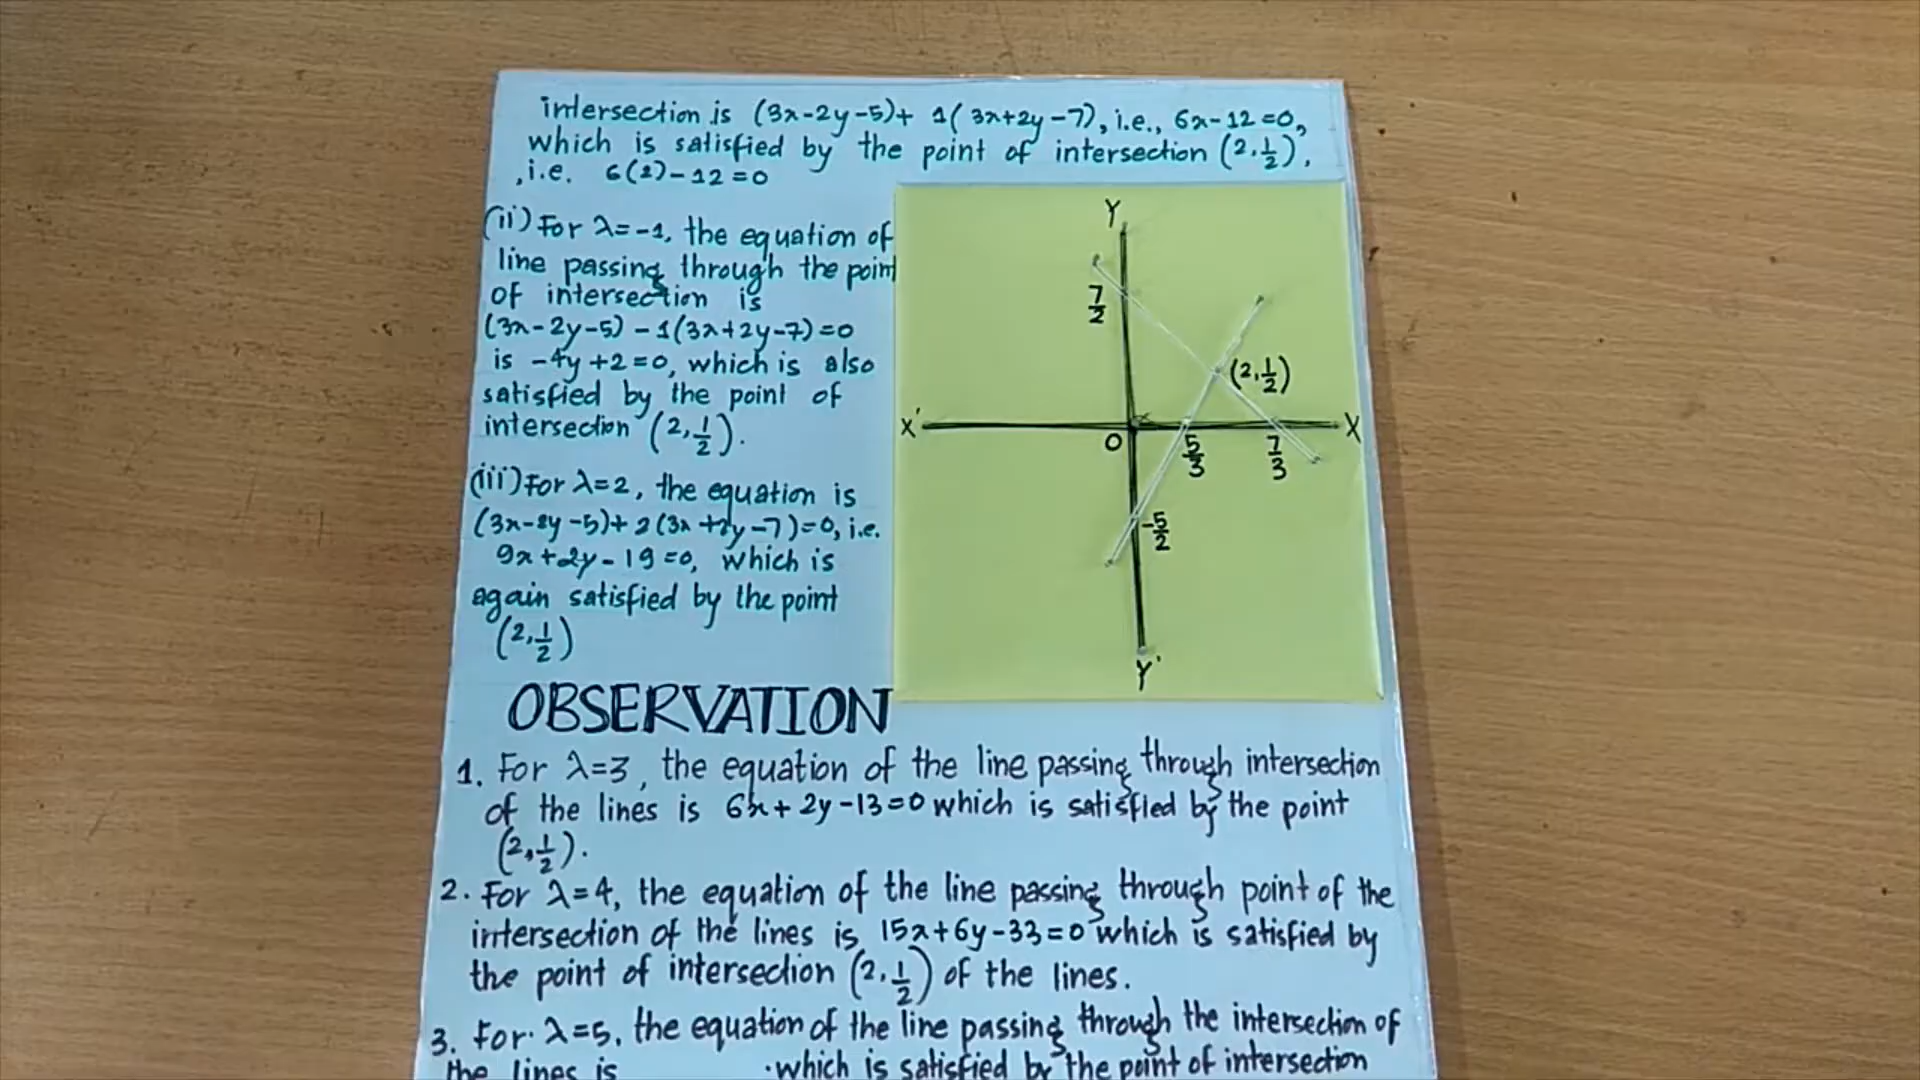 intersection is (3x-2y-5)+ 1(3x+2y-7), i.e., 6x-12=0,
which is satisfied by the point of intersection (2,1/2),
,i.e. 6(2)-12=0
(ii) For λ=-1, the equation of
line passing through the point
of intersection is
(3x-2y-5)-1(3x+2y-7)=0
is -4y+2=0, which is also
satisfied by the point of
intersection (2,1/2).
(iii) For λ=2, the equation is
(3x-2y-5)+2(3x+2y-7)=0, i.e.
9x+2y-19=0, which is
again satisfied by the point
(2,1/2)
Y
7/2
(2,1/2)
X'
X
O
5/3
7/3
-5/2
Y'
OBSERVATION
1. For λ=3, the equation of the line passing through intersection
of the lines is 6x+2y-13=0 which is satisfied by the point
(2,1/2).
2. For λ=4, the equation of the line passing through point of the
intersection of the lines is 15x+6y-33=0 which is satisfied by
the point of intersection (2,1/2) of the lines.
3. For λ=5, the equation of the line passing through the intersection of
the lines is . which is satisfied by the point of intersection